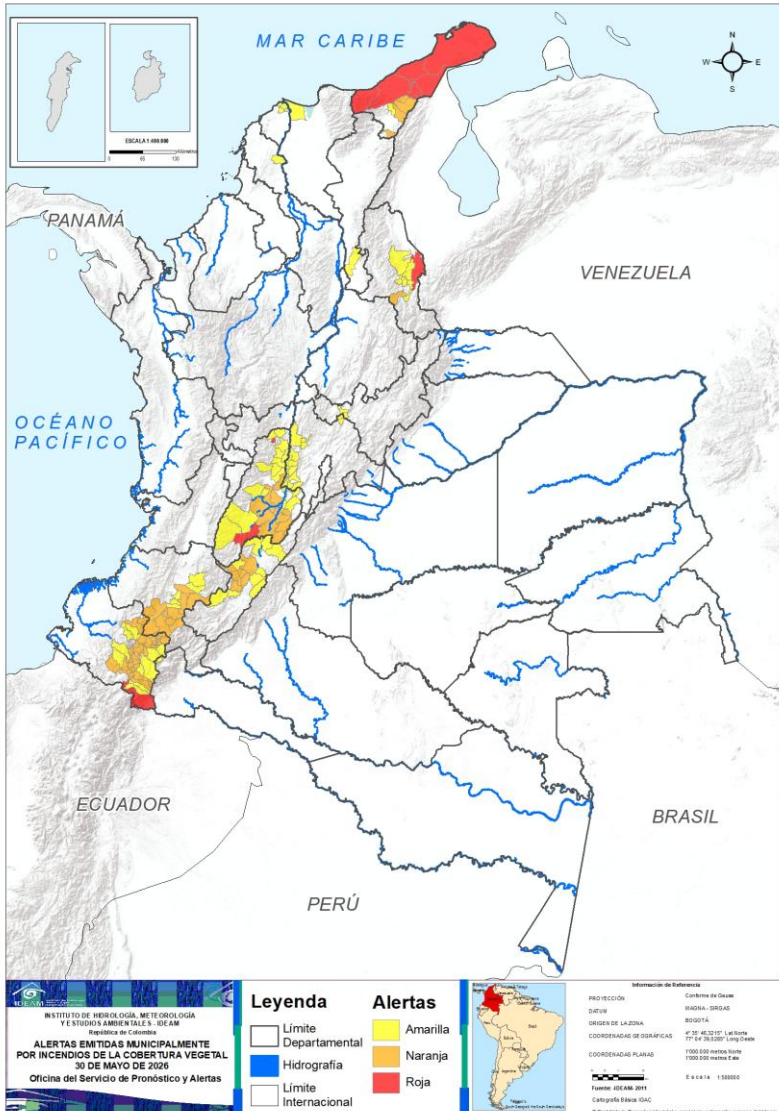 MAR CARIBE
N
W
E
S
ESCALA 1:400.000
PANAMÁ
VENEZUELA
OCÉANO
PACÍFICO
ECUADOR
BRASIL
PERÚ
IDEAM
INSTITUTO DE HIDROLOGÍA, METEOROLOGÍA
Y ESTUDIOS AMBIENTALES - IDEAM
República de Colombia
ALERTAS EMITIDAS MUNICIPALMENTE
POR INCENDIOS DE LA COBERTURA VEGETAL
30 DE MAYO DE 2026
Oficina del Servicio de Pronóstico y Alertas
Leyenda
Límite
Departamental
Hidrografía
Límite
Internacional
Alertas
Amarilla
Naranja
Roja
Información de Referencia
PROYECCIÓN Conforme de Gauss
DATUM MAGNA - SIRGAS
ORIGEN DE LA ZONA BOGOTÁ
COORDENADAS GEOGRÁFICAS
COORDENADAS PLANAS 1'000.000 metros Norte
1'000.000 metros Este
Fuente: IDEAM- 2011
Cartografía Básica IGAC